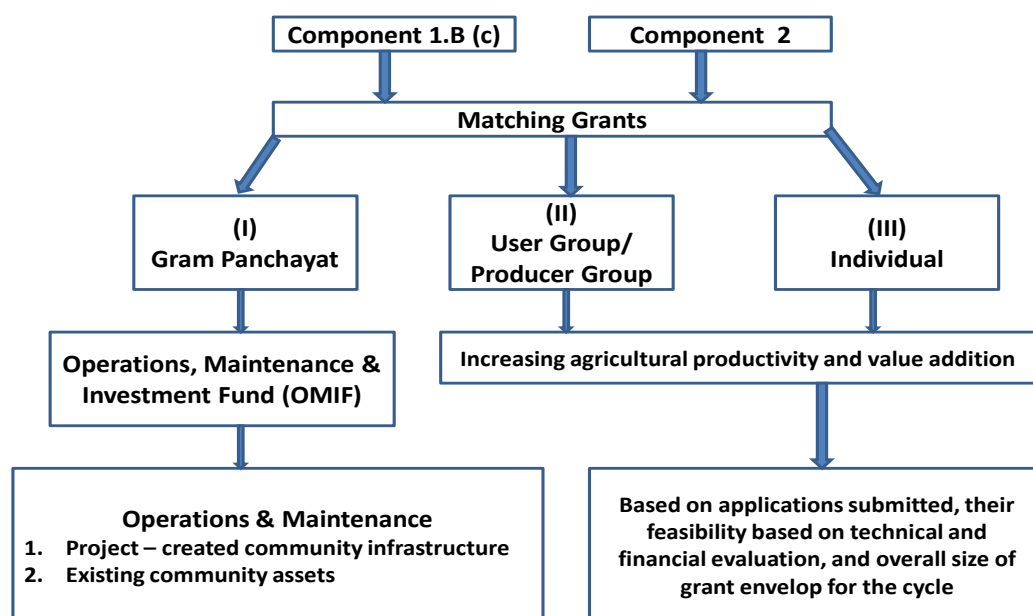 Component 1.B (c)
Component 2
Matching Grants
(I)
Gram Panchayat
(II)
User Group/
Producer Group
(III)
Individual
Operations, Maintenance &
Investment Fund (OMIF)
Increasing agricultural productivity and value addition
Operations & Maintenance
1. Project – created community infrastructure
2. Existing community assets
Based on applications submitted, their
feasibility based on technical and
financial evaluation, and overall size of
grant envelop for the cycle